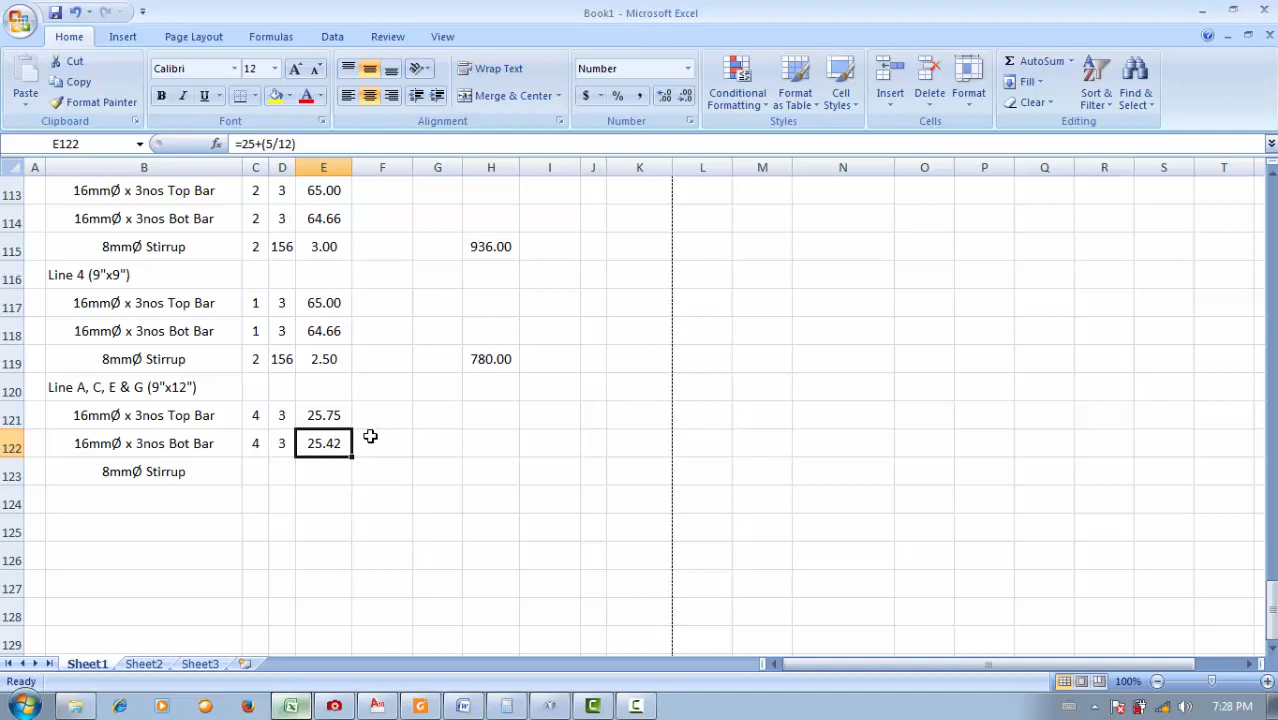 Book1 - Microsoft Excel
Home Insert Page Layout Formulas Data Review View
Paste
Cut
Copy
Format Painter
Clipboard
Calibri 12
B I U
Font
Wrap Text
Merge & Center
Alignment
Number
$ % ,
Number
Conditional Formatting
Format as Table
Cell Styles
Styles
Insert Delete Format
Cells
AutoSum
Fill
Clear
Sort & Filter
Find & Select
Editing
E122 fx =25+(5/12)
A B C D E F G H I J K L M N O P Q R S T
113 16mmØ x 3nos Top Bar 2 3 65.00
114 16mmØ x 3nos Bot Bar 2 3 64.66
115 8mmØ Stirrup 2 156 3.00 936.00
116 Line 4 (9"x9")
117 16mmØ x 3nos Top Bar 1 3 65.00
118 16mmØ x 3nos Bot Bar 1 3 64.66
119 8mmØ Stirrup 2 156 2.50 780.00
120 Line A, C, E & G (9"x12")
121 16mmØ x 3nos Top Bar 4 3 25.75
122 16mmØ x 3nos Bot Bar 4 3 25.42
123 8mmØ Stirrup
124
125
126
127
128
129
Sheet1 Sheet2 Sheet3
Ready 100%
7:28 PM